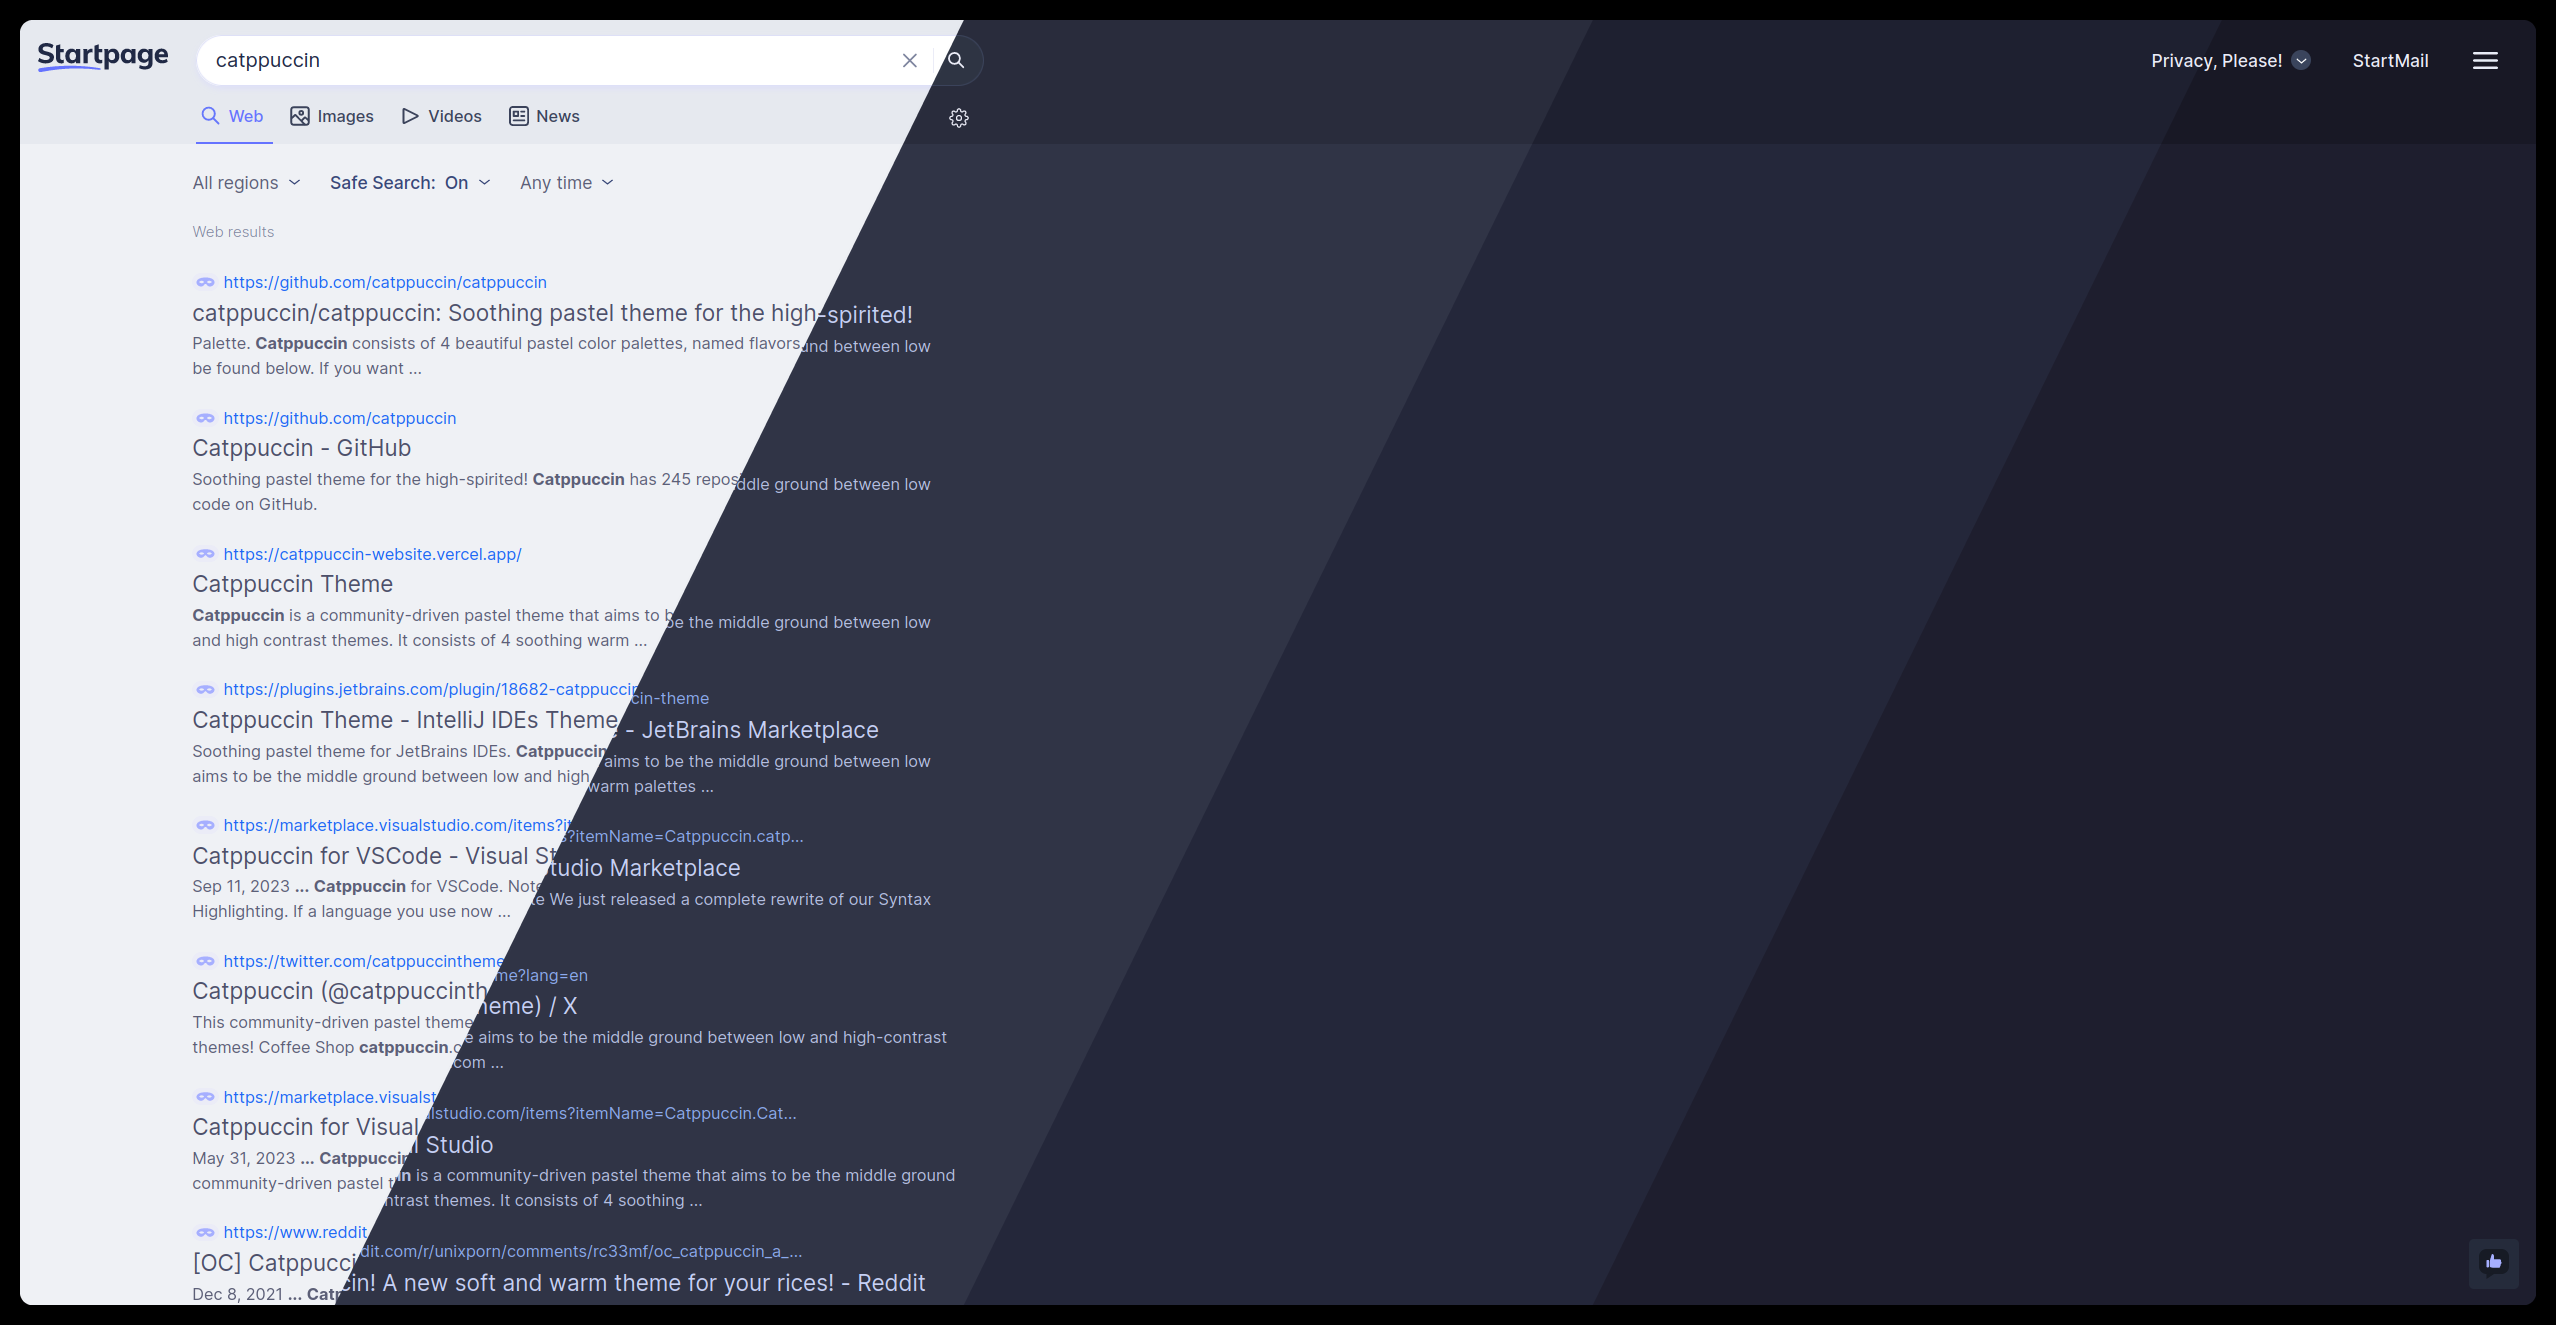 Startpage
catppuccin
Privacy, Please!
StartMail
Web
Images
Videos
News
All regions
Safe Search: On
Any time
Web results
https://github.com/catppuccin/catppuccin
catppuccin/catppuccin: Soothing pastel theme for the high-spirited!
Palette. Catppuccin consists of 4 beautiful pastel color palettes, named flavors. und between low
be found below. If you want ...
https://github.com/catppuccin
Catppuccin - GitHub
Soothing pastel theme for the high-spirited! Catppuccin has 245 repos ddle ground between low
code on GitHub.
https://catppuccin-website.vercel.app/
Catppuccin Theme
Catppuccin is a community-driven pastel theme that aims to be the middle ground between low
and high contrast themes. It consists of 4 soothing warm ...
https://plugins.jetbrains.com/plugin/18682-catppuccin-theme
Catppuccin Theme - IntelliJ IDEs Theme - JetBrains Marketplace
Soothing pastel theme for JetBrains IDEs. Catppuccin aims to be the middle ground between low
aims to be the middle ground between low and high warm palettes ...
https://marketplace.visualstudio.com/items?itemName=Catppuccin.catp...
Catppuccin for VSCode - Visual Studio Marketplace
Sep 11, 2023 ... Catppuccin for VSCode. Note We just released a complete rewrite of our Syntax
Highlighting. If a language you use now ...
https://twitter.com/catppuccintheme?lang=en
Catppuccin (@catppuccintheme) / X
This community-driven pastel theme aims to be the middle ground between low and high-contrast
themes! Coffee Shop catppuccin.com ...
https://marketplace.visualstudio.com/items?itemName=Catppuccin.Cat...
Catppuccin for Visual Studio
May 31, 2023 ... Catppuccin is a community-driven pastel theme that aims to be the middle ground
community-driven pastel t ntrast themes. It consists of 4 soothing ...
https://www.reddit.com/r/unixporn/comments/rc33mf/oc_catppuccin_a_...
[OC] Catppuccin! A new soft and warm theme for your rices! - Reddit
Dec 8, 2021 ... Catp